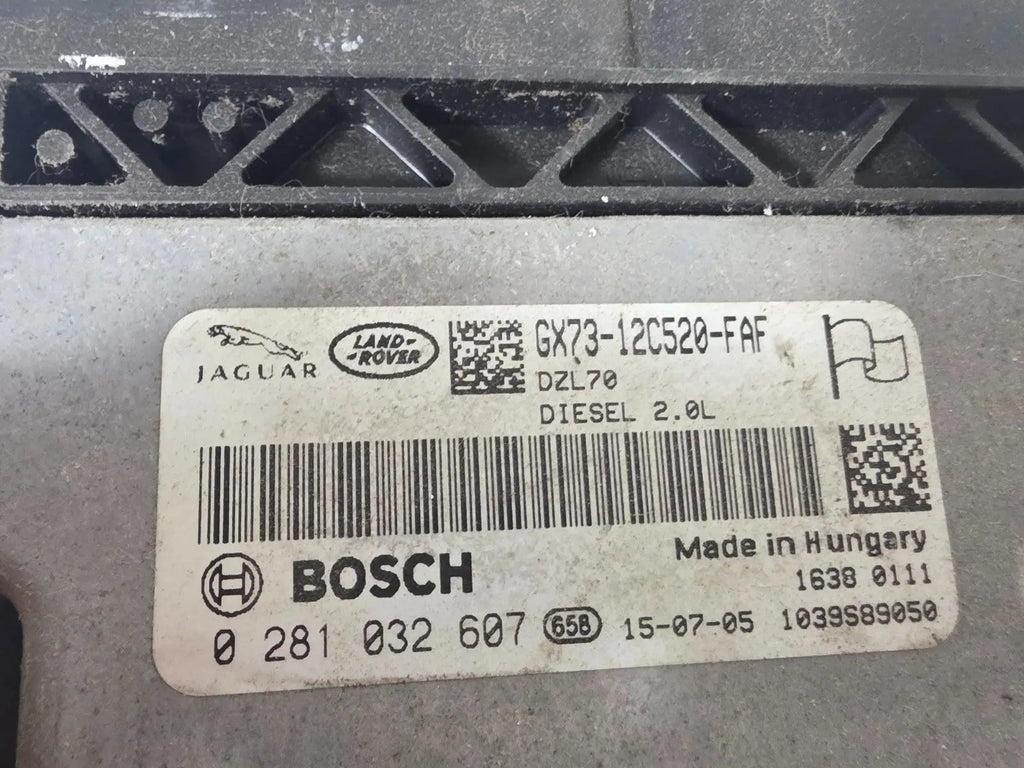 JAGUAR
LAND-
-ROVER
GX73-12C520-FAF
DZL70
DIESEL 2.0L
BOSCH
Made in Hungary
1638 0111
0 281 032 607 658 15-07-05 1039S89050